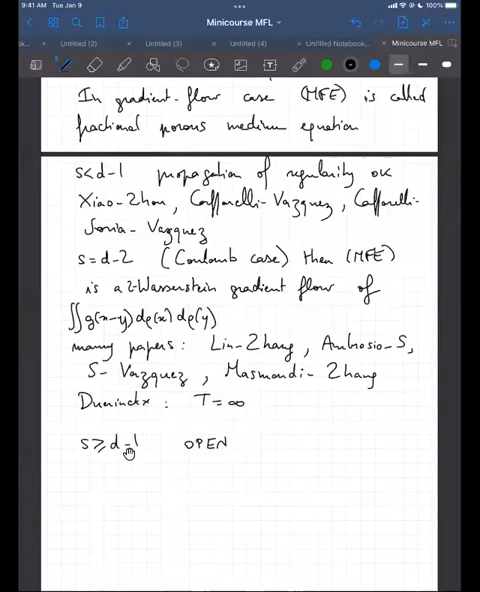 9:41 AM Tue Jan 9
100%
Minicourse MFL
ok...
Untitled (2)
Untitled (3)
Untitled (4)
Untitled Notebook...
Minicourse MFL
In gradient-flow case (MFE) is called
fractional porous medium equation
s<d-1 propagation of regularity ok
Xiao-Zhou, Caffarelli-Vazquez, Caffarelli-
Soria-Vazquez
s=d-2 (Coulomb case) then (MFE)
is a 2-Wasserstein gradient flow of
∬g(x-y)dρ(x)dρ(y)
many papers: Lin-Zhang, Ambrosio-S,
S-Vazquez, Masmoudi-Zhang
Duerinckx: T=∞
s≥d-1 OPEN